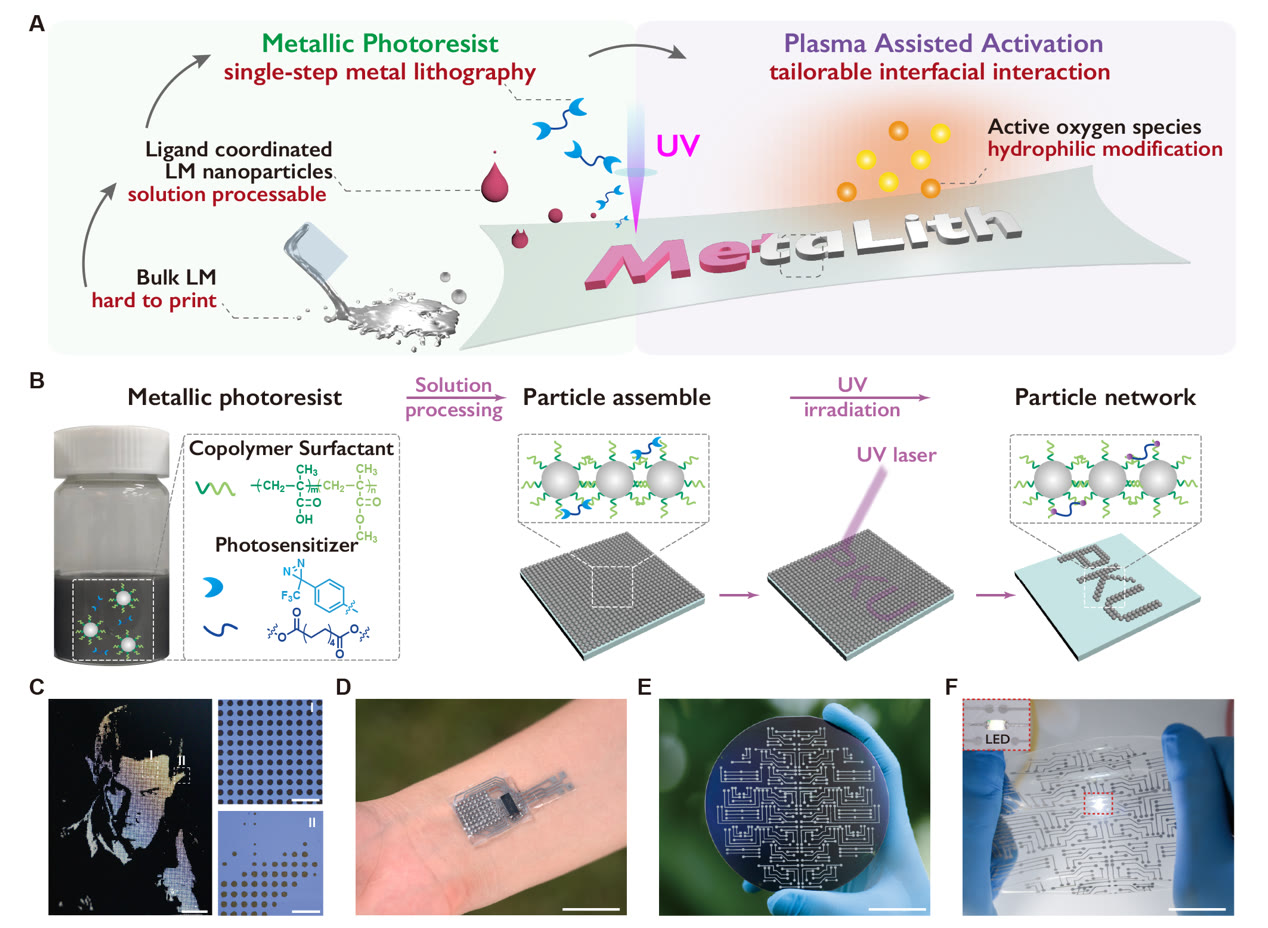 A
Metallic Photoresist
single-step metal lithography
Plasma Assisted Activation
tailorable interfacial interaction
Ligand coordinated
LM nanoparticles
solution processable
UV
Active oxygen species
hydrophilic modification
Bulk LM
hard to print
MetaLith
B
Metallic photoresist
Solution
processing
Particle assemble
UV
irradiation
Particle network
Copolymer Surfactant
CH₃
CH₃
CH₂
C
m
CH₂
C
n
C=O
C=O
OH
O
CH₃
Photosensitizer
N
N
F₃C
O
O
O
4
O
UV laser
PKU
PKU
C
I
II
I
II
D
E
F
LED